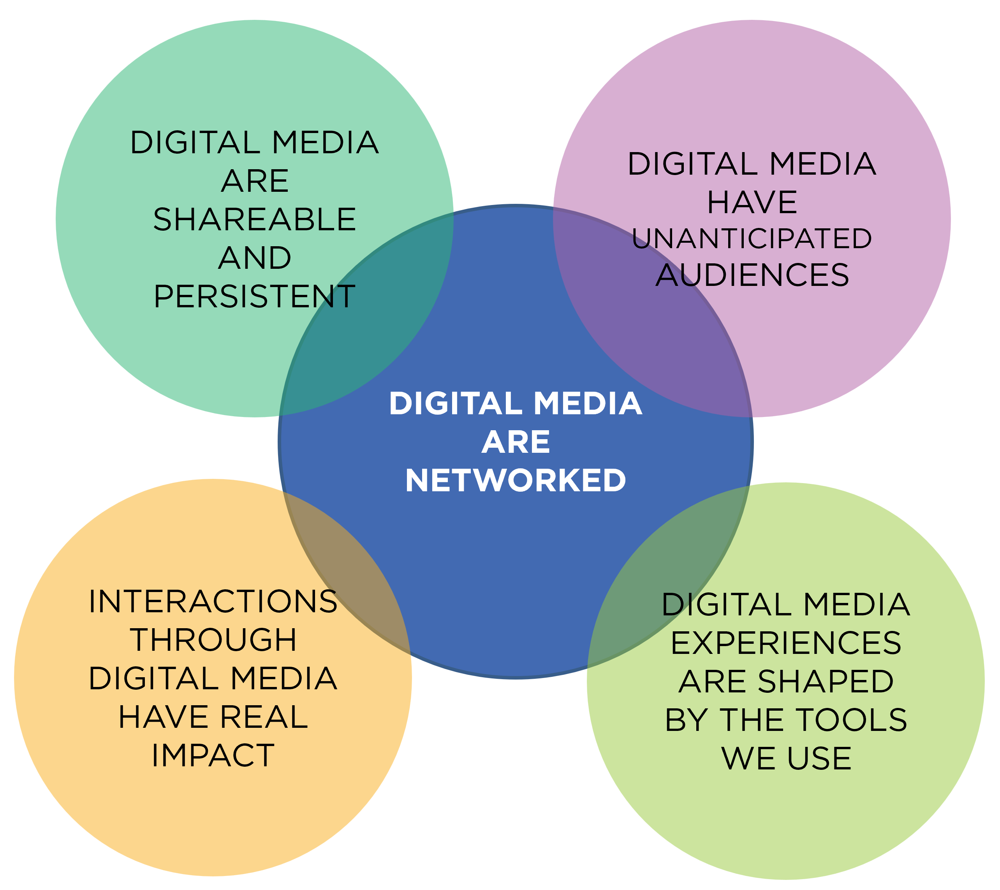 DIGITAL MEDIA
ARE
SHAREABLE
AND
PERSISTENT
DIGITAL MEDIA
HAVE
UNANTICIPATED
AUDIENCES
DIGITAL MEDIA
ARE
NETWORKED
INTERACTIONS
THROUGH
DIGITAL MEDIA
HAVE REAL
IMPACT
DIGITAL MEDIA
EXPERIENCES
ARE SHAPED
BY THE TOOLS
WE USE